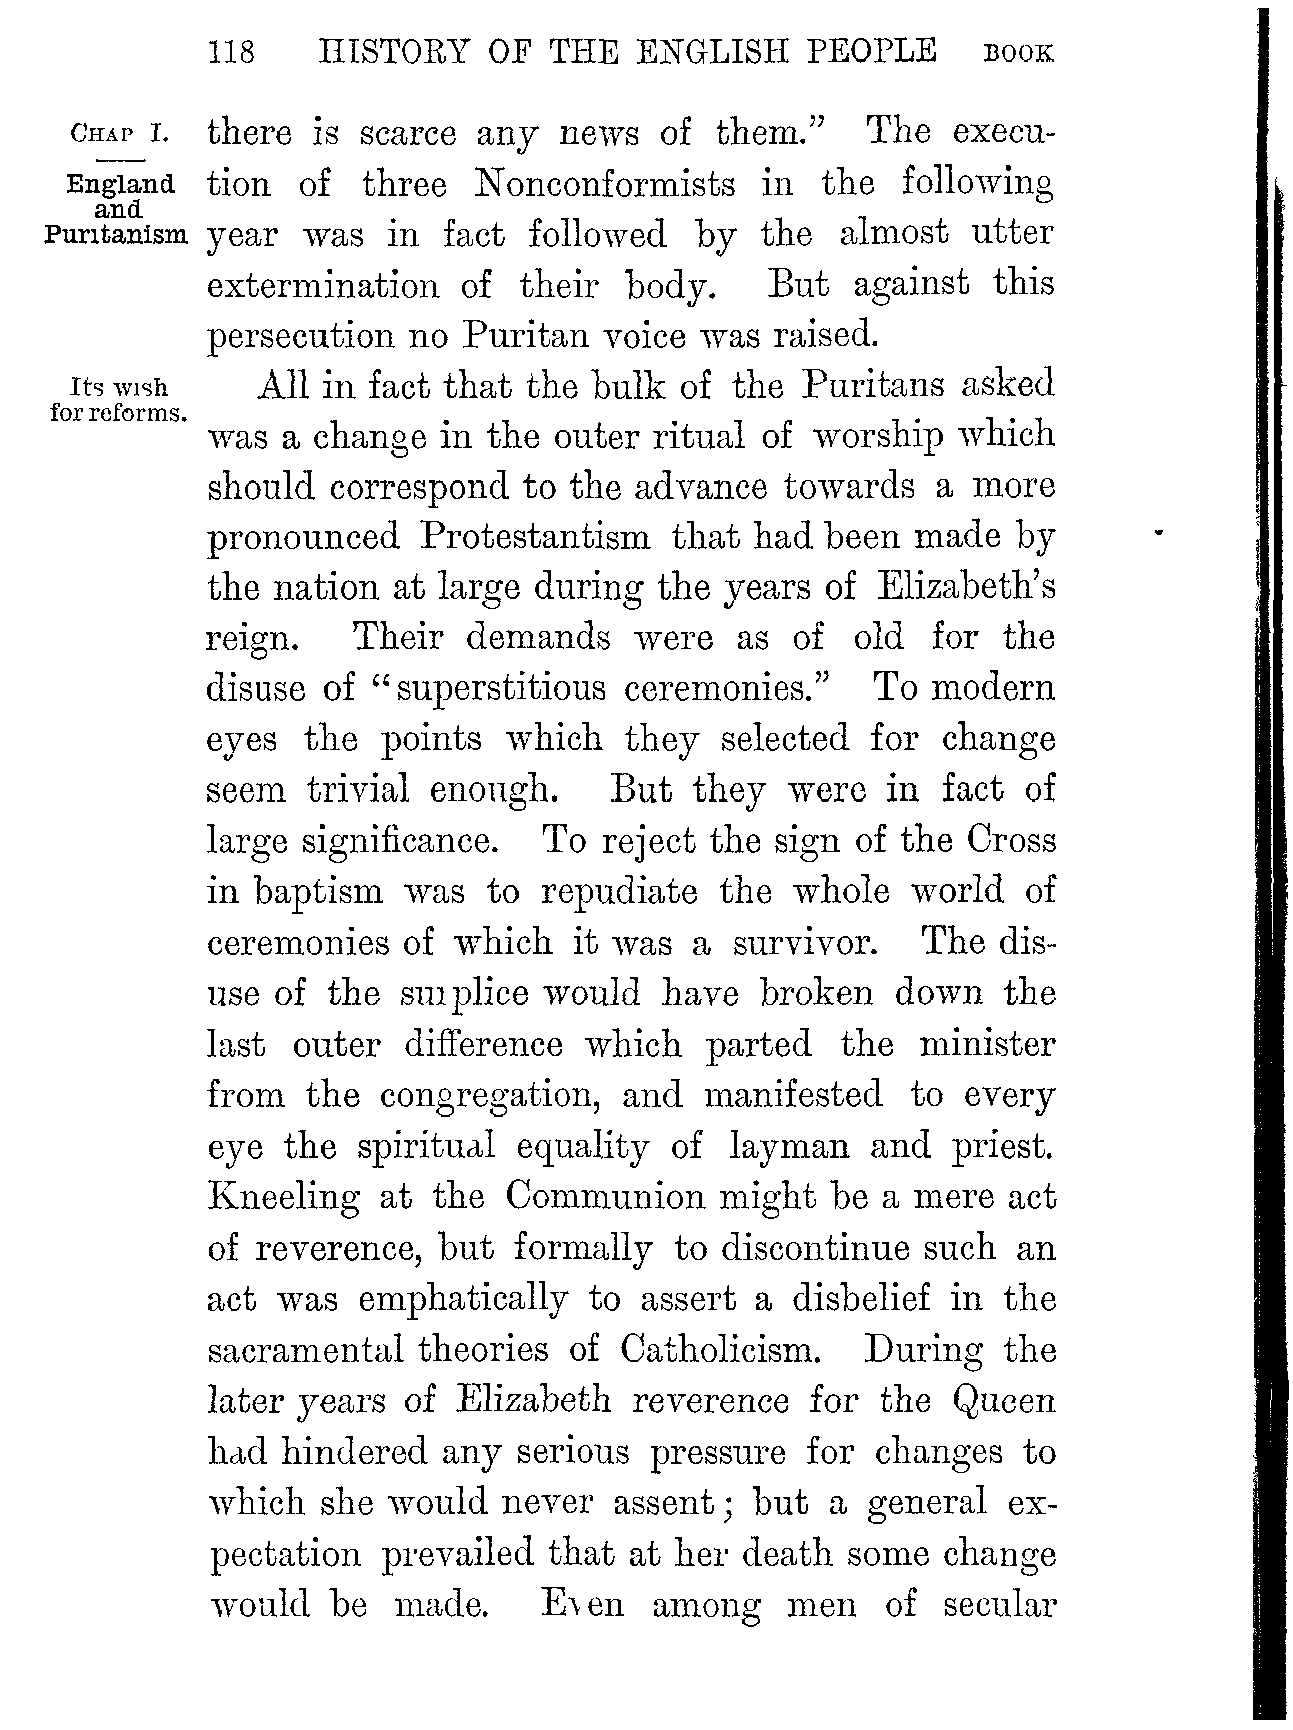 118 HISTORY OF THE ENGLISH PEOPLE BOOK
CHAP I.
England
and
Puritanism
there is scarce any news of them.” The execu-
tion of three Nonconformists in the following
year was in fact followed by the almost utter
extermination of their body. But against this
persecution no Puritan voice was raised.
Its wish
for reforms.
All in fact that the bulk of the Puritans asked
was a change in the outer ritual of worship which
should correspond to the advance towards a more
pronounced Protestantism that had been made by
the nation at large during the years of Elizabeth’s
reign. Their demands were as of old for the
disuse of “superstitious ceremonies.” To modern
eyes the points which they selected for change
seem trivial enough. But they were in fact of
large significance. To reject the sign of the Cross
in baptism was to repudiate the whole world of
ceremonies of which it was a survivor. The dis-
use of the surplice would have broken down the
last outer difference which parted the minister
from the congregation, and manifested to every
eye the spiritual equality of layman and priest.
Kneeling at the Communion might be a mere act
of reverence, but formally to discontinue such an
act was emphatically to assert a disbelief in the
sacramental theories of Catholicism. During the
later years of Elizabeth reverence for the Queen
had hindered any serious pressure for changes to
which she would never assent; but a general ex-
pectation prevailed that at her death some change
would be made. Even among men of secular